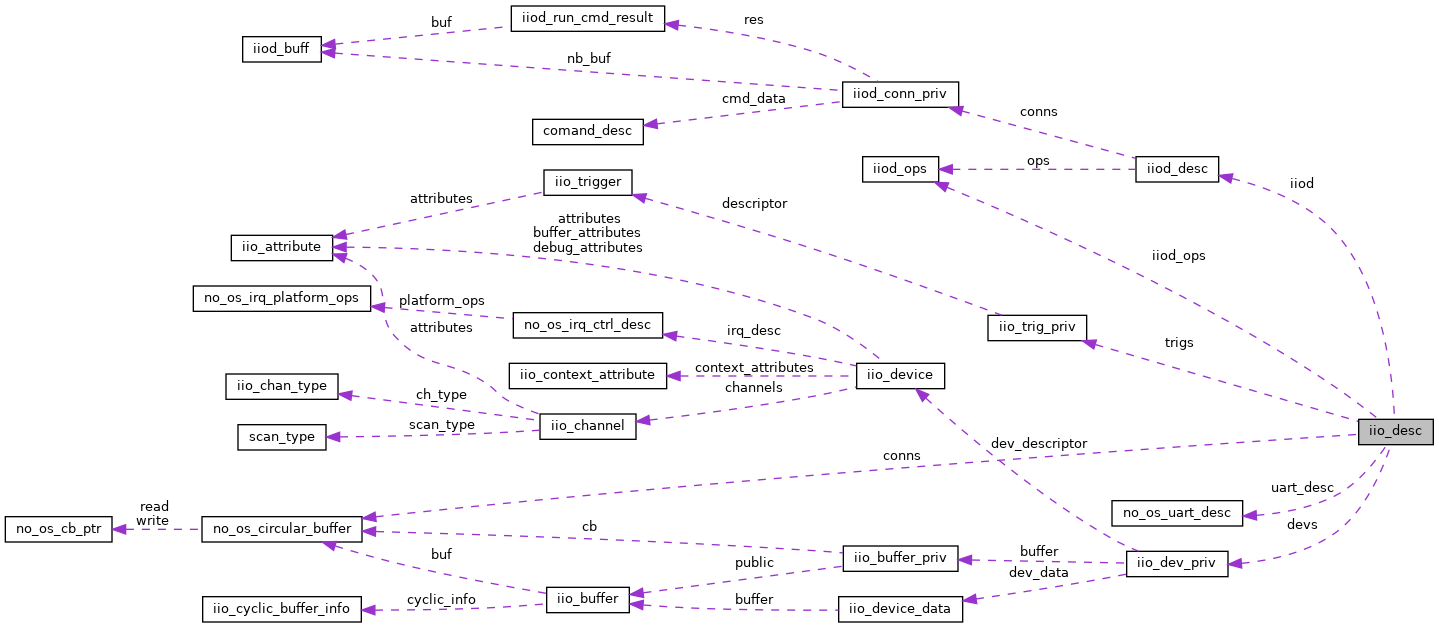 iiod_run_cmd_result
res
buf
iiod_buff
nb_buf
iiod_conn_priv
cmd_data
conns
comand_desc
iiod_ops
ops
iiod_desc
iio_trigger
iiod
attributes
descriptor
attributes
buffer_attributes
debug_attributes
iio_attribute
iiod_ops
no_os_irq_platform_ops
platform_ops
no_os_irq_ctrl_desc
attributes
irq_desc
iio_trig_priv
trigs
iio_context_attribute
context_attributes
iio_device
iio_chan_type
ch_type
channels
scan_type
scan_type
iio_channel
iio_desc
dev_descriptor
conns
uart_desc
no_os_uart_desc
read
write
no_os_cb_ptr
no_os_circular_buffer
cb
devs
buf
public
iio_buffer_priv
buffer
iio_dev_priv
dev_data
iio_cyclic_buffer_info
cyclic_info
iio_buffer
buffer
iio_device_data